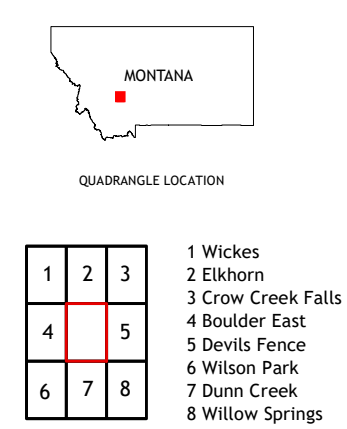 MONTANA
QUADRANGLE LOCATION
1 2 3
4 5
6 7 8
1 Wickes
2 Elkhorn
3 Crow Creek Falls
4 Boulder East
5 Devils Fence
6 Wilson Park
7 Dunn Creek
8 Willow Springs